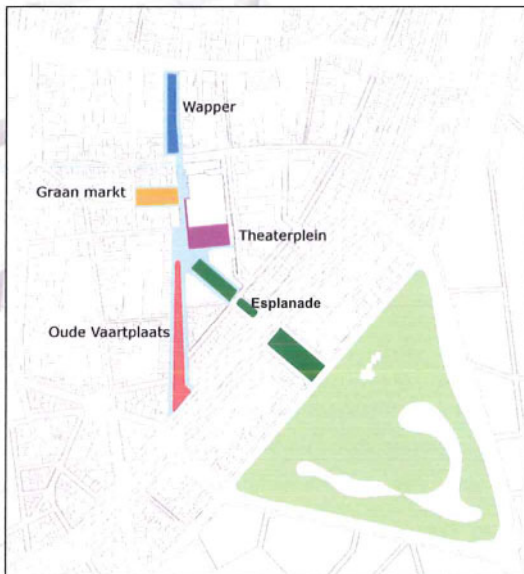 Wapper
Graan markt
Theaterplein
Esplanade
Oude Vaartplaats